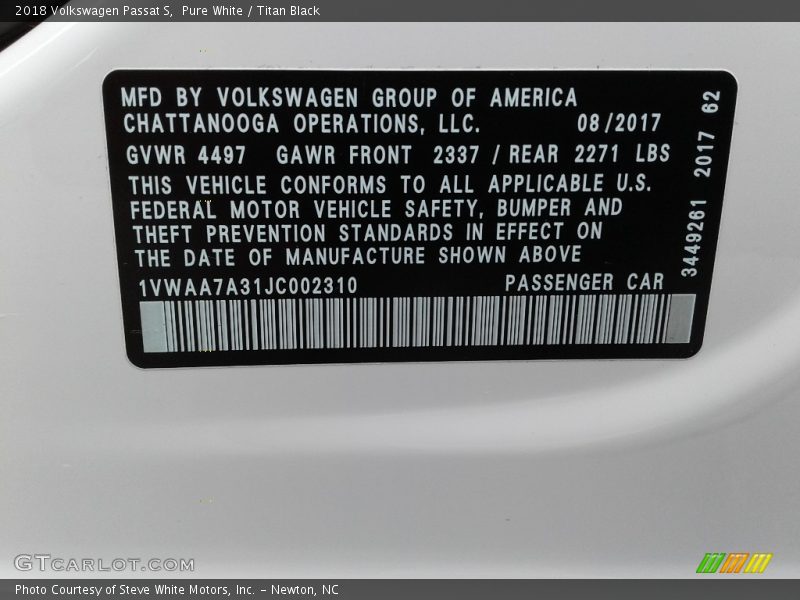 2018 Volkswagen Passat S,  Pure White / Titan Black
MFD BY VOLKSWAGEN GROUP OF AMERICA
CHATTANOOGA OPERATIONS, LLC. 08/2017
GVWR 4497 GAWR FRONT 2337 / REAR 2271 LBS
THIS VEHICLE CONFORMS TO ALL APPLICABLE U.S.
FEDERAL MOTOR VEHICLE SAFETY, BUMPER AND
THEFT PREVENTION STANDARDS IN EFFECT ON
THE DATE OF MANUFACTURE SHOWN ABOVE
1VWAA7A31JC002310 PASSENGER CAR
3449261 2017 62
GTCARLOT.COM
Photo Courtesy of Steve White Motors, Inc. – Newton, NC